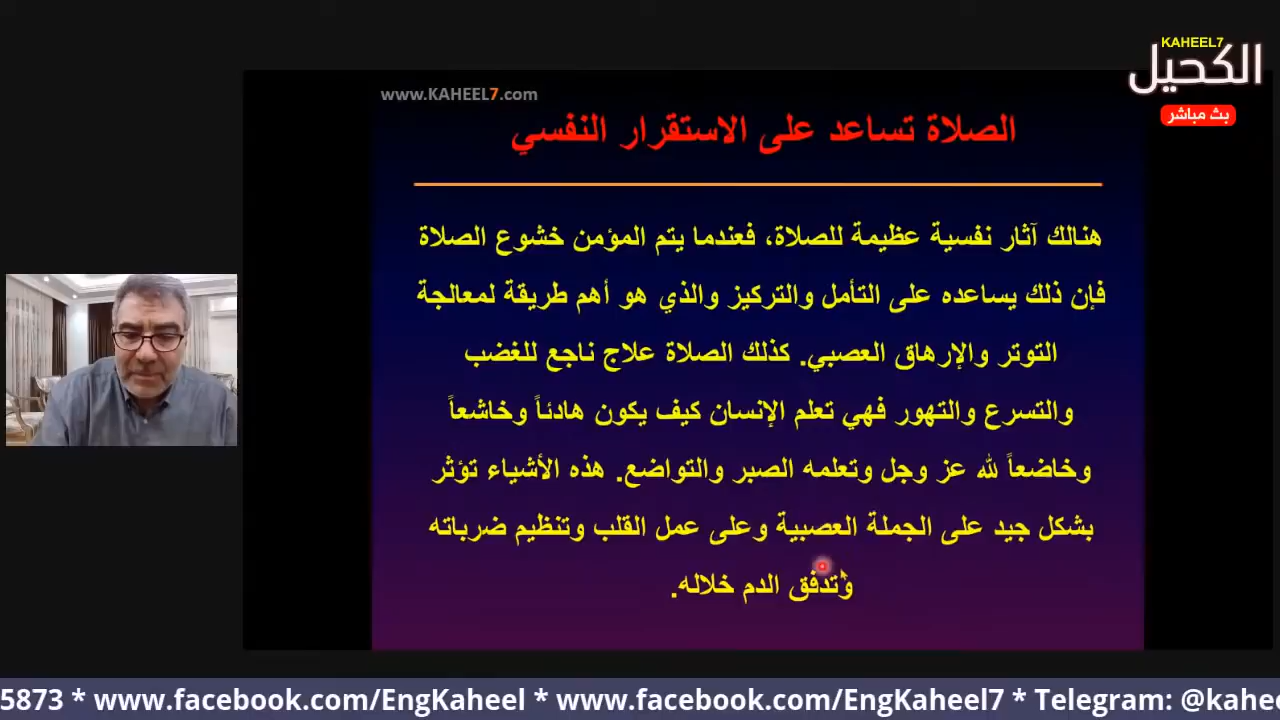 KAHEEL7
الكحيل
بث مباشر
www.KAHEEL7.com
الصلاة تساعد على الاستقرار النفسي
هنالك آثار نفسية عظيمة للصلاة، فعندما يتم المؤمن خشوع الصلاة
فإن ذلك يساعده على التأمل والتركيز والذي هو أهم طريقة لمعالجة
التوتر والإرهاق العصبي. كذلك الصلاة علاج ناجع للغضب
والتسرع والتهور فهي تعلم الإنسان كيف يكون هادئاً وخاشعاً
وخاضعاً لله عز وجل وتعلمه الصبر والتواضع. هذه الأشياء تؤثر
بشكل جيد على الجملة العصبية وعلى عمل القلب وتنظيم ضرباته
وتدفق الدم خلاله.
5873 * www.facebook.com/EngKaheel * www.facebook.com/EngKaheel7 * Telegram: @kahee